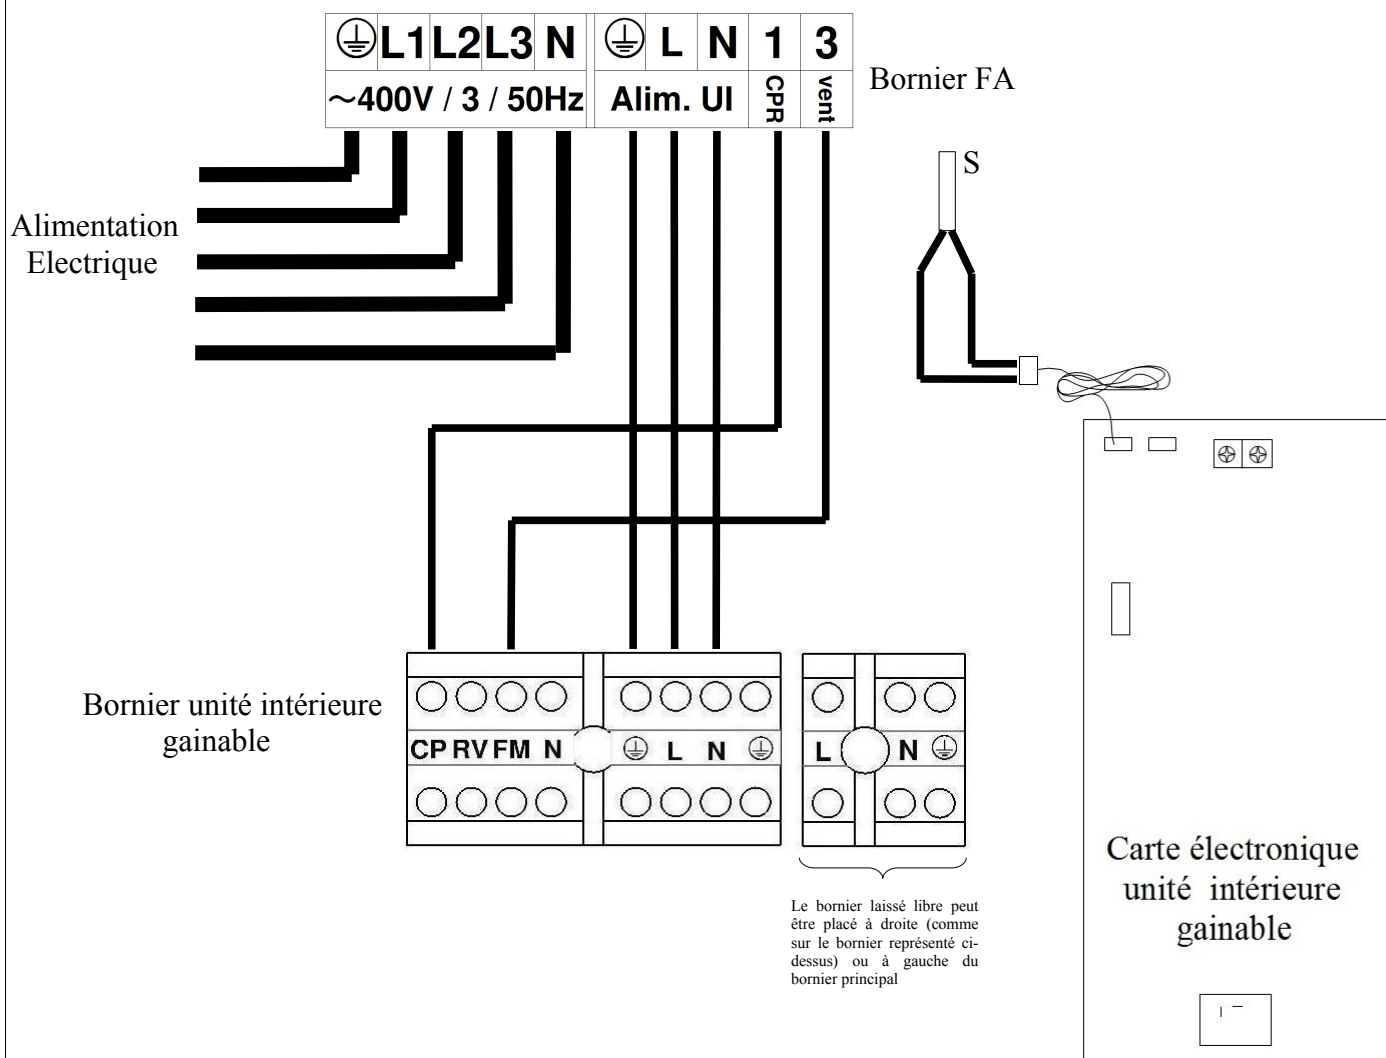 L1 L2 L3 N L N 1 3
~400V / 3 / 50Hz Alim. UI CPR vent
Bornier FA
S
Alimentation
Electrique
Bornier unité intérieure
gainable
CP RV FM N L N
L N
Le bornier laissé libre peut
être placé à droite (comme
sur le bornier représenté ci-
dessus) ou à gauche du
bornier principal
Carte électronique
unité intérieure
gainable